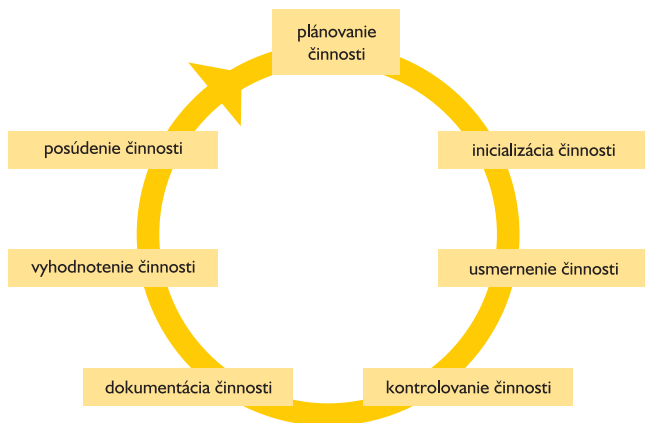 plánovanie
činnosti
inicializácia činnosti
usmernenie činnosti
kontrolovanie činnosti
dokumentácia činnosti
vyhodnotenie činnosti
posúdenie činnosti